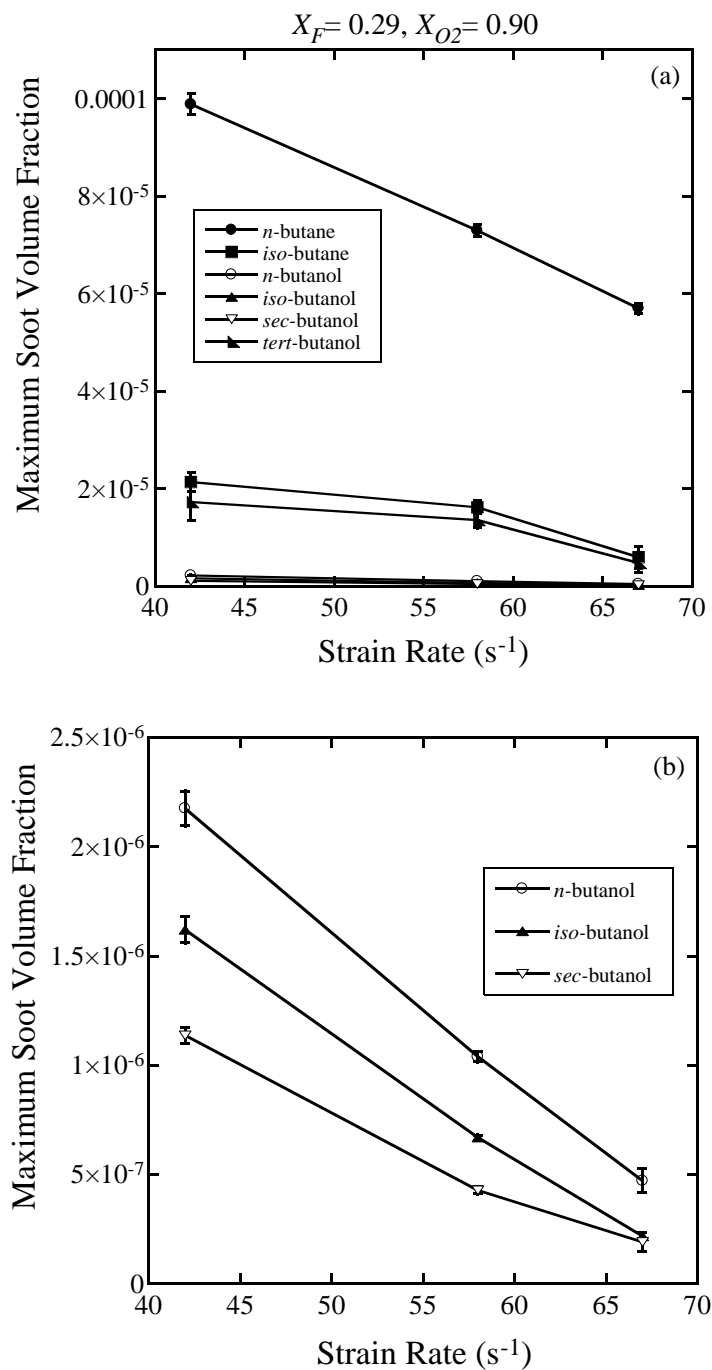 X_F= 0.29, X_O2= 0.90
(a)
Maximum Soot Volume Fraction
0.0001
8×10⁻⁵
6×10⁻⁵
4×10⁻⁵
2×10⁻⁵
0
n-butane
iso-butane
n-butanol
iso-butanol
sec-butanol
tert-butanol
40 45 50 55 60 65 70
Strain Rate (s⁻¹)
(b)
Maximum Soot Volume Fraction
2.5×10⁻⁶
2×10⁻⁶
1.5×10⁻⁶
1×10⁻⁶
5×10⁻⁷
0
n-butanol
iso-butanol
sec-butanol
40 45 50 55 60 65 70
Strain Rate (s⁻¹)